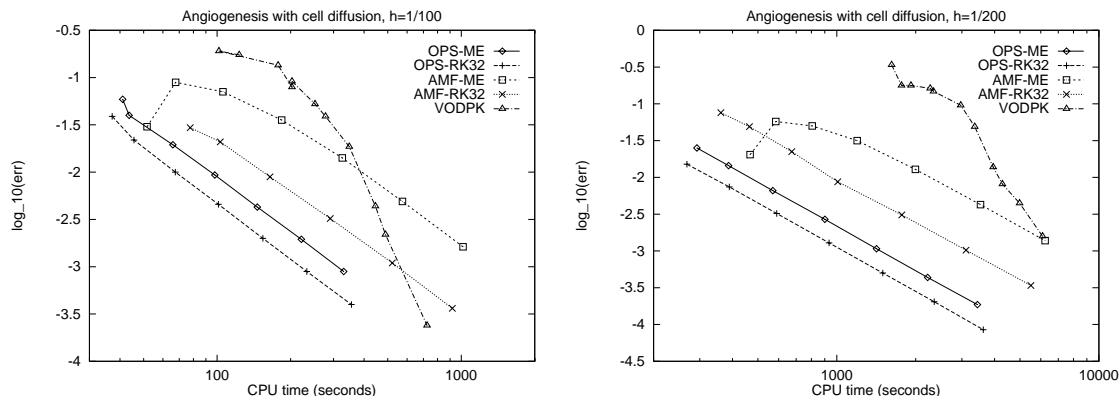 Angiogenesis with cell diffusion, h=1/100
-0.5
-1
-1.5
-2
-2.5
-3
-3.5
-4
log_10(err)
OPS-ME
OPS-RK32
AMF-ME
AMF-RK32
VODPK
100
1000
CPU time (seconds)
Angiogenesis with cell diffusion, h=1/200
0
-0.5
-1
-1.5
-2
-2.5
-3
-3.5
-4
-4.5
log_10(err)
OPS-ME
OPS-RK32
AMF-ME
AMF-RK32
VODPK
1000
10000
CPU time (seconds)